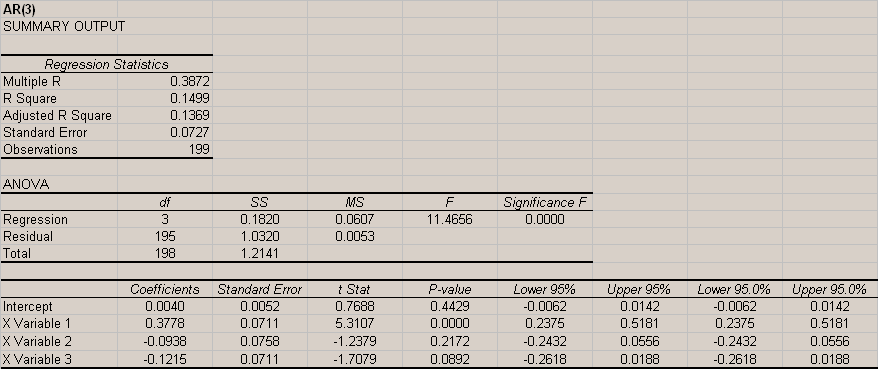 AR(3)
SUMMARY OUTPUT
Regression Statistics
Multiple R 0.3872
R Square 0.1499
Adjusted R Square 0.1369
Standard Error 0.0727
Observations 199
ANOVA
df SS MS F Significance F
Regression 3 0.1820 0.0607 11.4656 0.0000
Residual 195 1.0320 0.0053
Total 198 1.2141
Coefficients Standard Error t Stat P-value Lower 95% Upper 95% Lower 95.0% Upper 95.0%
Intercept 0.0040 0.0052 0.7688 0.4429 -0.0062 0.0142 -0.0062 0.0142
X Variable 1 0.3778 0.0711 5.3107 0.0000 0.2375 0.5181 0.2375 0.5181
X Variable 2 -0.0938 0.0758 -1.2379 0.2172 -0.2432 0.0556 -0.2432 0.0556
X Variable 3 -0.1215 0.0711 -1.7079 0.0892 -0.2618 0.0188 -0.2618 0.0188